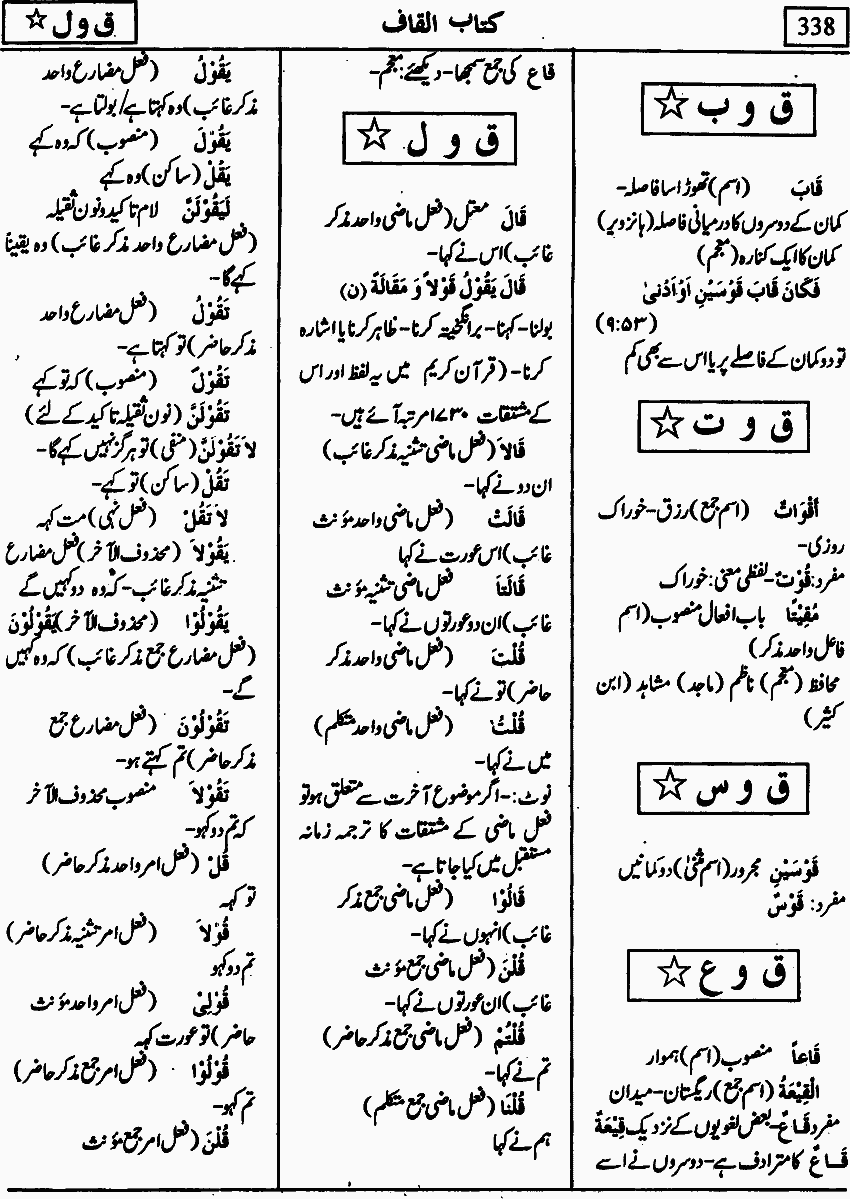 338
کتاب القاف
ق و ل ☆
ق و ب ☆
قَابَ (اسم) تھوڑا سا فاصلہ-
کمان کے دوسروں کا درمیانی فاصلہ (ہانز ویر)
کمان کا ایک کنارہ (معجم)
فَکَانَ قَابَ قَوْسَیْنِ اَوْ اَدْنیٰ
(۹:۵۳)
تو دو کمان کے فاصلے پر یا اس سے بھی کم
ق و ت ☆
أَقْوَاتٌ (اسم جمع) رزق-خوراک
روزی-
مفرد: قُوْتٌ- لفظی معنی: خوراک
مُقِیْتًا باب افعال منصوب (اسم
فاعل واحد مذکر)
محافظ (معجم) ناظم (ماجد) مشاہد (ابن
کثیر)
ق و س ☆
قَوْسَیْنِ مجرور (اسم مثنیٰ) دو کمانیں
مفرد: قَوْسٌ
ق و ع ☆
قَاعاً منصوب (اسم) ہموار
الْقِیْعَةُ (اسم جمع) ریگستان-میدان
مفرد قَاعٌ- بعض لغویوں کے نزدیک قِیْعَةٌ
قَاعٌ کا مترادف ہے-دوسروں نے اسے
قاع کی جمع سمجھا-دیکھئے: معجم-
ق و ل ☆
قَالَ معتل (فعل ماضی واحد مذکر
غائب) اس نے کہا-
قَالَ یَقُوْلُ قَوْلاً وَ مَقَالَةً (ن)
بولنا-کہنا-برانگیختہ کرنا-ظاہر کرنا یا اشارہ
کرنا-(قرآن کریم میں یہ لفظ اور اس
کے مشتقات ۱۷۳۰ مرتبہ آئے ہیں-
قَالاَ (فعل ماضی تثنیہ مذکر غائب)
ان دو نے کہا-
قَالَتْ (فعل ماضی واحد مؤنث
غائب) اس عورت نے کہا
قَالَتَا فعل ماضی تثنیہ مؤنث
غائب) ان دو عورتوں نے کہا-
قُلْتَ (فعل ماضی واحد مذکر
حاضر) تو نے کہا-
قُلْتُ (فعل ماضی واحد متکلم)
میں نے کہا-
نوٹ:-اگر موضوع آخرت سے متعلق ہو تو
فعل ماضی کے مشتقات کا ترجمہ زمانہ
مستقبل میں کیا جاتا ہے-
قَالُوْا (فعل ماضی جمع مذکر
غائب) انہوں نے کہا-
قُلْنَ (فعل ماضی جمع مؤنث
غائب) ان عورتوں نے کہا-
قُلْتُمْ (فعل ماضی جمع مذکر حاضر)
تم نے کہا-
قُلْنَا (فعل ماضی جمع متکلم)
ہم نے کہا
یَقُوْلُ (فعل مضارع واحد
مذکر غائب) وہ کہتا ہے/بولتا ہے-
یَقُوْلَ (منصوب) کہ وہ کہے
یَقُلْ (ساکن) وہ کہے
لَیَقُوْلَنَّ لام تاکید و نون ثقیلہ
(فعل مضارع واحد مذکر غائب) وہ یقیناً
کہے گا-
تَقُوْلُ (فعل مضارع واحد
مذکر حاضر) تو کہتا ہے-
تَقُوْلَ (منصوب) کہ تو کہے
تَقُوْلَنَّ (نون ثقیلہ تاکید کے لئے)
لاَ تَقُوْلَنَّ (منفی) تو ہرگز نہیں کہے گا-
تَقُلْ (ساکن) تو کہے-
لاَ تَقُلْ (فعل نہی) مت کہہ
یَقُوْلاَ (محذوف الآخر) فعل مضارع
تثنیہ مذکر غائب-کہ وہ دو کہیں گے
یَقُوْلُوْا (محذوف الآخر) یَقُوْلُوْنَ
(فعل مضارع جمع مذکر غائب) کہ وہ کہیں
گے-
تَقُوْلُوْنَ (فعل مضارع جمع
مذکر حاضر) تم کہتے ہو-
تَقُوْلاَ منصوب محذوف الآخر
کہ تم دو کہو-
قُلْ (فعل امر واحد مذکر حاضر)
تو کہہ
قُوْلاَ (فعل امر تثنیہ مذکر حاضر)
تم دو کہو
قُوْلِیْ (فعل امر واحد مؤنث
حاضر) تو عورت کہہ
قُوْلُوْا (فعل امر جمع مذکر حاضر)
تم کہو-
قُلْنَ (فعل امر جمع مؤنث